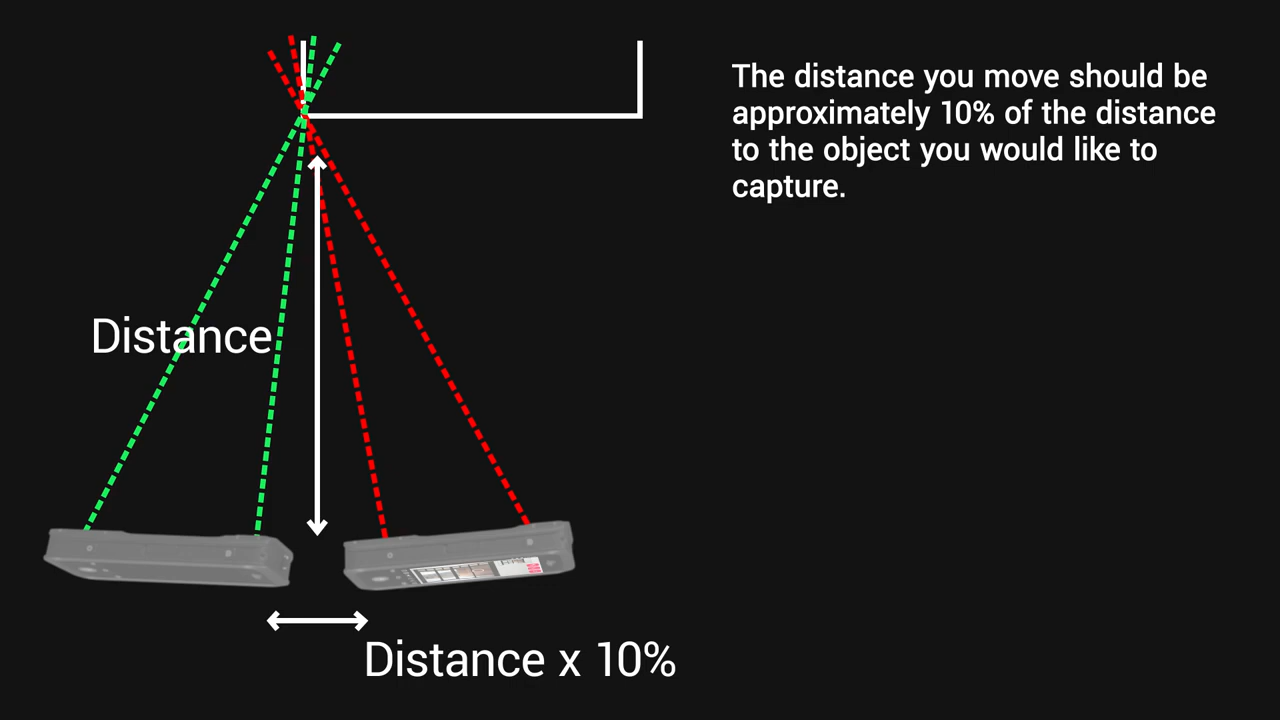 The distance you move should be
approximately 10% of the distance
to the object you would like to
capture.
Distance
Distance x 10%